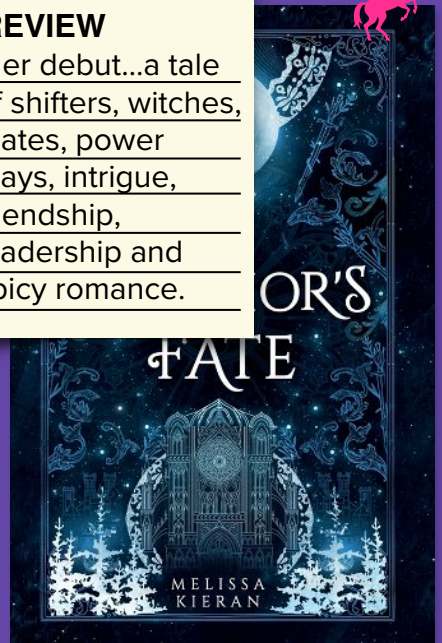 REVIEW
er debut...a tale
f shifters, witches,
ates, power
ays, intrigue,
endship,
adership and
picy romance.
OR'S
FATE
MELISSA
KIERAN